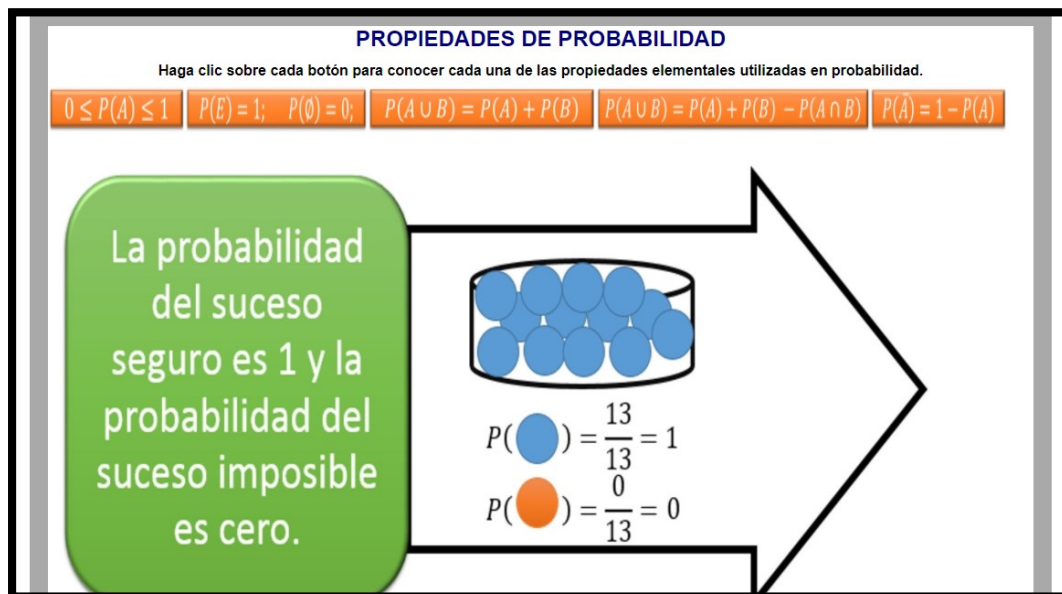 PROPIEDADES DE PROBABILIDAD
Haga clic sobre cada botón para conocer cada una de las propiedades elementales utilizadas en probabilidad.
0 ≤ P(A) ≤ 1 P(E) = 1; P(∅) = 0; P(A ∪ B) = P(A) + P(B) P(A ∪ B) = P(A) + P(B) − P(A ∩ B) P(Ā) = 1 − P(A)
La probabilidad
del suceso
seguro es 1 y la
probabilidad del
suceso imposible
es cero.
P( ) = 13/13 = 1
P( ) = 0/13 = 0